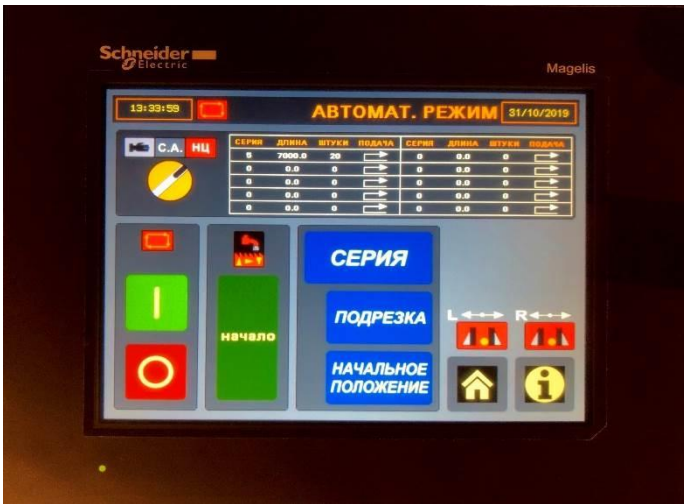 Schneider
Electric
Magelis
13:33:59
АВТОМАТ. РЕЖИМ
31/10/2019
С.А. НЦ
СЕРИЯ ДЛИНА ШТУКИ ПОДАЧА СЕРИЯ ДЛИНА ШТУКИ ПОДАЧА
5 7000.0 20 0 0.0 0
0 0.0 0 0 0.0 0
0 0.0 0 0 0.0 0
0 0.0 0 0 0.0 0
0 0.0 0 0 0.0 0
СЕРИЯ
начало
ПОДРЕЗКА
L R
НАЧАЛЬНОЕ
ПОЛОЖЕНИЕ